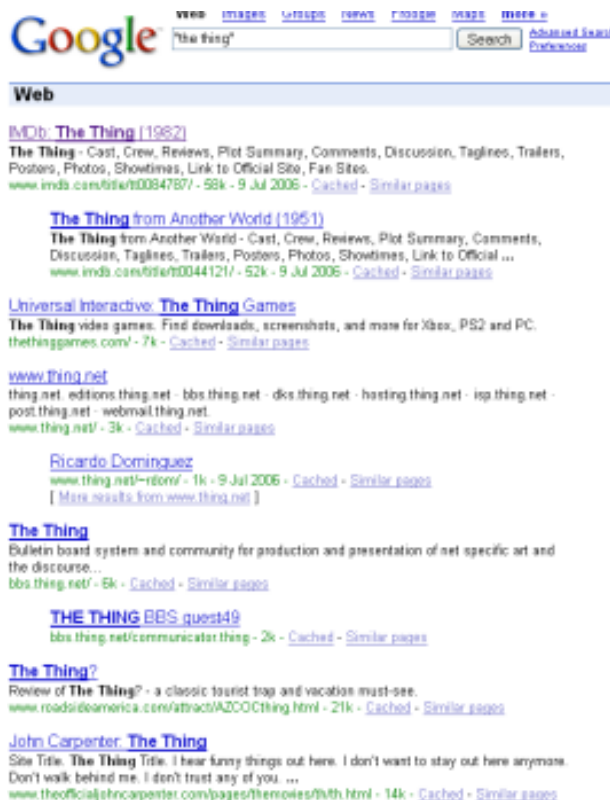 Web Images Groups News Froogle Maps more »
Google
"the thing"
Search
Advanced Search
Preferences
Web
IMDb: The Thing (1982)
The Thing - Cast, Crew, Reviews, Plot Summary, Comments, Discussion, Taglines, Trailers,
Posters, Photos, Showtimes, Link to Official Site, Fan Sites.
www.imdb.com/title/tt0084787/ - 58k - 9 Jul 2006 - Cached - Similar pages
The Thing from Another World (1951)
The Thing from Another World - Cast, Crew, Reviews, Plot Summary, Comments,
Discussion, Taglines, Trailers, Posters, Photos, Showtimes, Link to Official ...
www.imdb.com/title/tt0044121/ - 52k - 9 Jul 2006 - Cached - Similar pages
Universal Interactive: The Thing Games
The Thing video games. Find downloads, screenshots, and more for Xbox, PS2 and PC.
thethinggames.com/ - 7k - Cached - Similar pages
www.thing.net
thing.net. editions.thing.net · bbs.thing.net · dks.thing.net · hosting.thing.net · isp.thing.net ·
post.thing.net · webmail.thing.net.
www.thing.net/ - 3k - Cached - Similar pages
Ricardo Dominguez
www.thing.net/~rdom/ - 1k - 9 Jul 2006 - Cached - Similar pages
[ More results from www.thing.net ]
The Thing
Bulletin board system and community for production and presentation of net specific art and
the discourse...
bbs.thing.net/ - 6k - Cached - Similar pages
THE THING BBS guest49
bbs.thing.net/communicator.thing - 2k - Cached - Similar pages
The Thing?
Review of The Thing? - a classic tourist trap and vacation must-see.
www.roadsideamerica.com/attract/AZCOCthing.html - 21k - Cached - Similar pages
John Carpenter: The Thing
Site Title. The Thing Title. I hear funny things out here. I don't want to stay out here anymore.
Don't walk behind me. I don't trust any of you. ...
www.theofficialjohncarpenter.com/pages/themovies/th/th.html - 14k - Cached - Similar pages